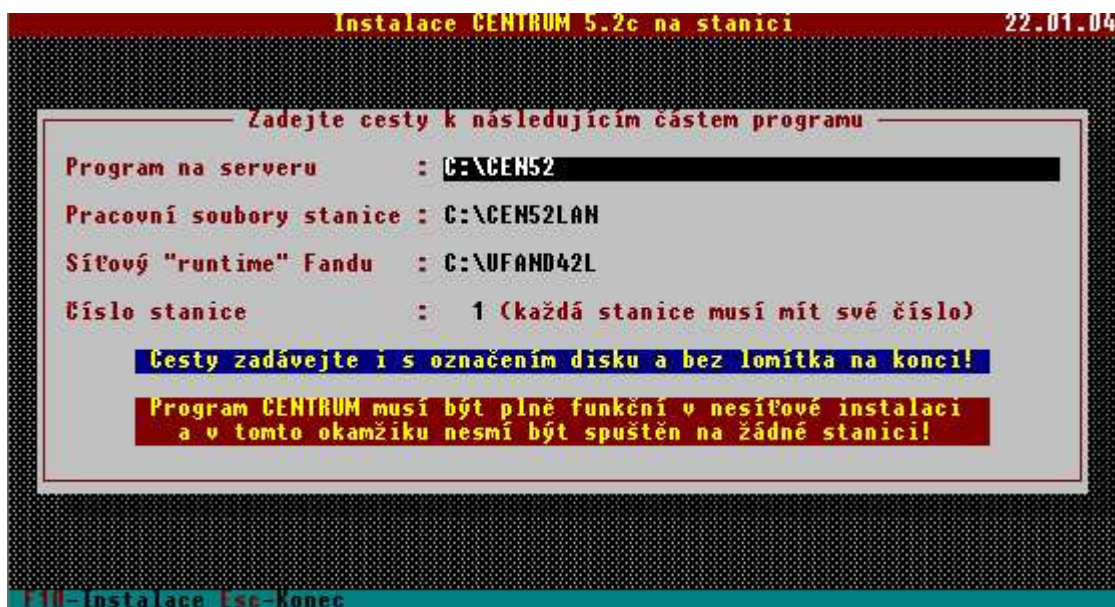 Instalace CENTRUM 5.2c na stanici 22.01.04
Zadejte cesty k následujícím částem programu
Program na serveru : C:\CEN52
Pracovní soubory stanice : C:\CEN52LAN
Síťový "runtime" Fandu : C:\UFAND42L
Číslo stanice : 1 (každá stanice musí mít své číslo)
Cesty zadávejte i s označením disku a bez lomítka na konci!
Program CENTRUM musí být plně funkční v nesíťové instalaci
a v tomto okamžiku nesmí být spuštěn na žádné stanici!
F10-Instalace Esc-Konec